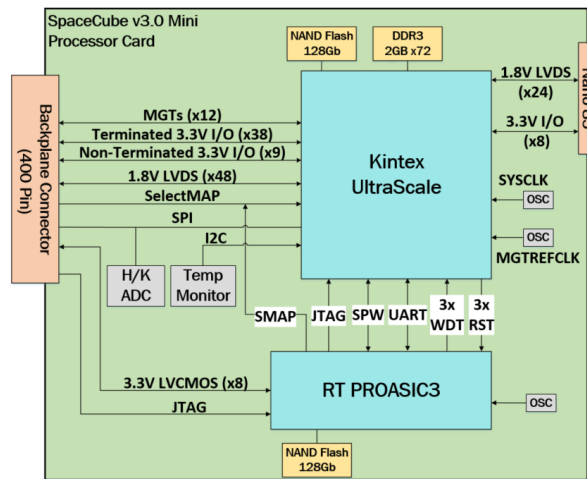 SpaceCube v3.0 Mini
Processor Card
NAND Flash
128Gb
DDR3
2GB x72
Backplane Connector
(400 Pin)
MGTs (x12)
Terminated 3.3V I/O (x38)
Non-Terminated 3.3V I/O (x9)
1.8V LVDS (x48)
SelectMAP
SPI
I2C
H/K
ADC
Temp
Monitor
Kintex
UltraScale
1.8V LVDS
(x24)
3.3V I/O
(x8)
SYSCLK
OSC
OSC
MGTREFCLK
SMAP
JTAG
SPW
UART
3x
WDT
3x
RST
3.3V LVCMOS (x8)
JTAG
RT PROASIC3
OSC
NAND Flash
128Gb